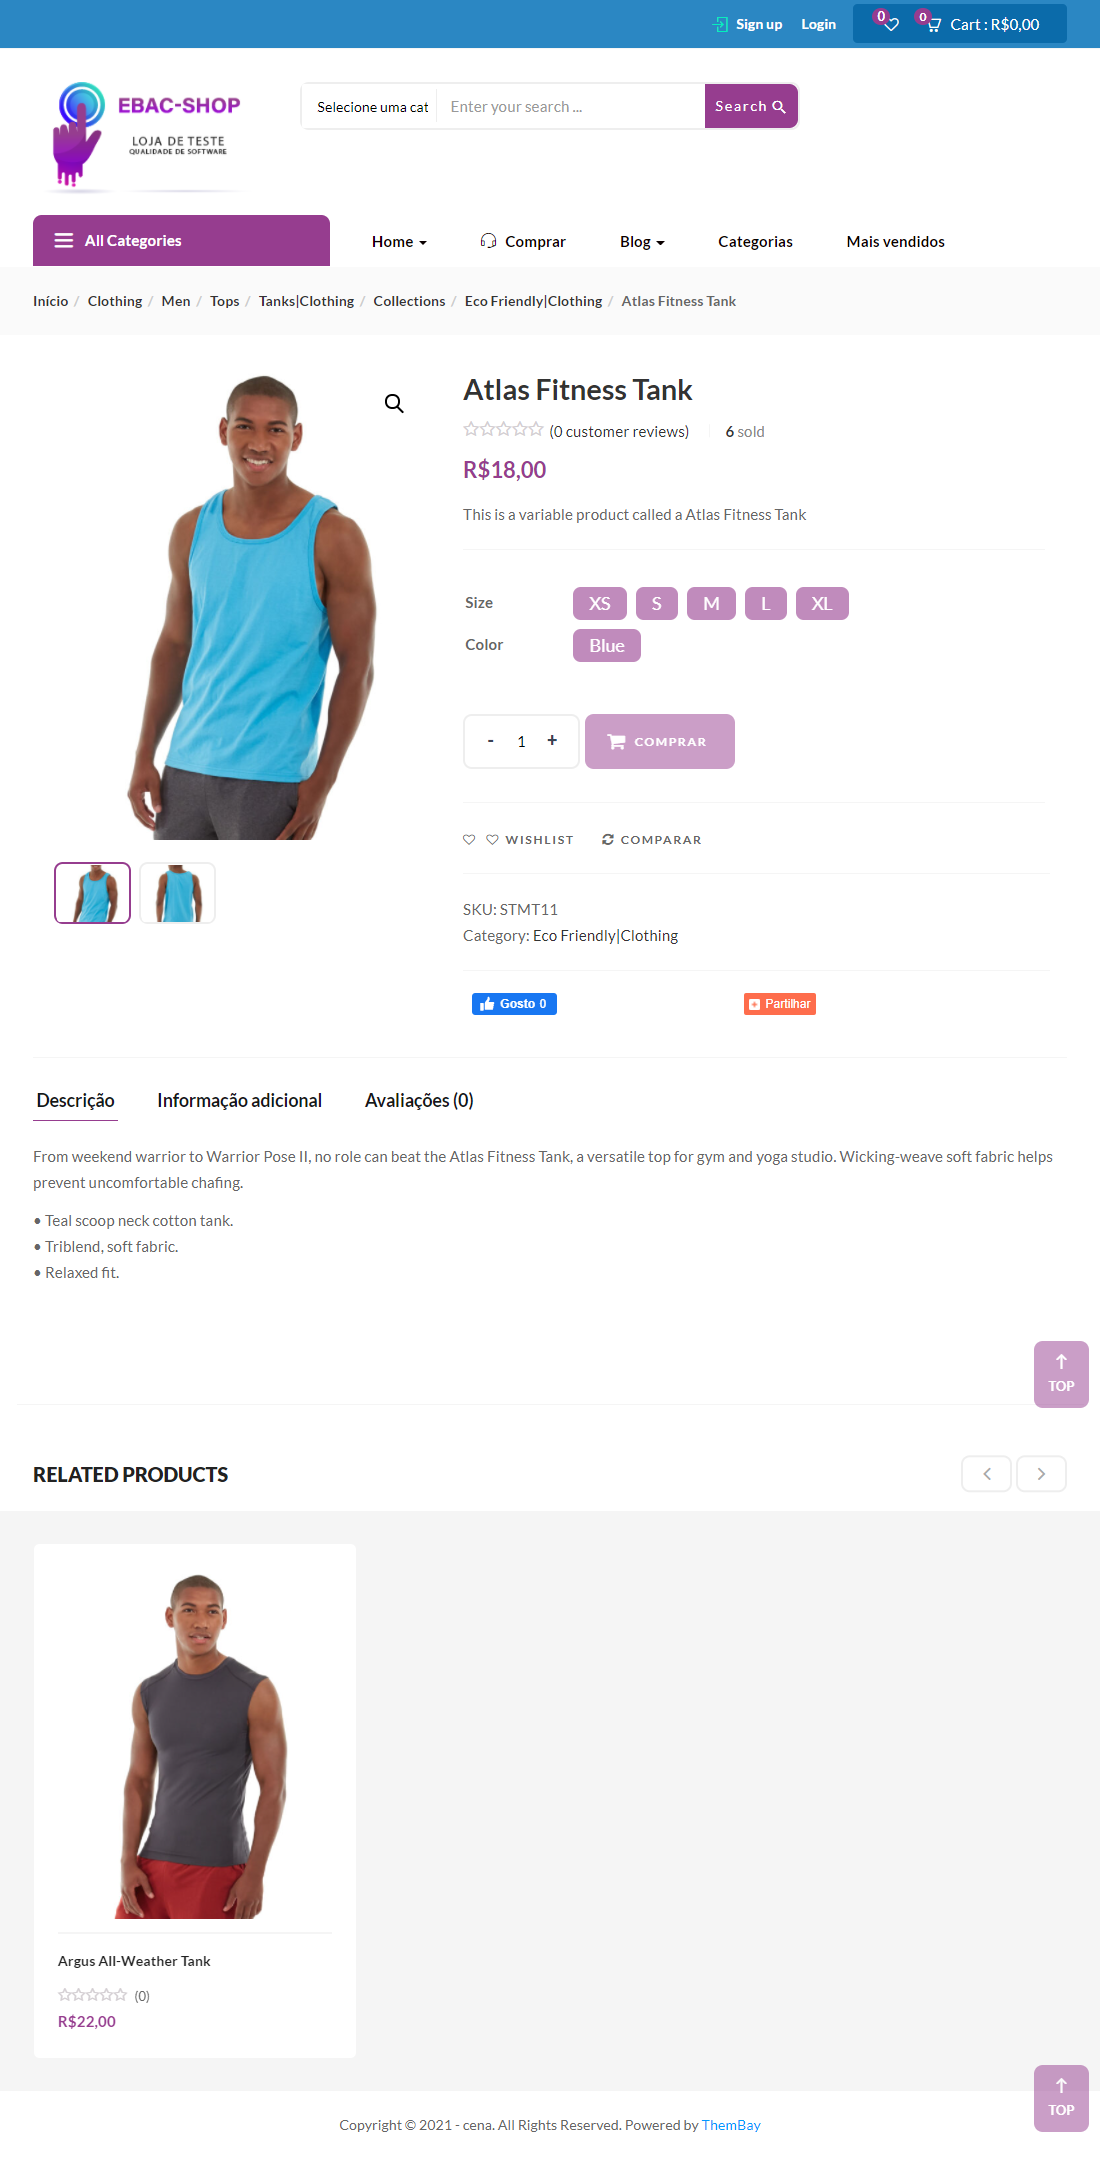 Sign up Login 0 0 Cart : R$0,00
EBAC-SHOP
LOJA DE TESTE
QUALIDADE DE SOFTWARE
Selecione uma cat Enter your search ... Search
All Categories Home Comprar Blog Categorias Mais vendidos
Início / Clothing / Men / Tops / Tanks|Clothing / Collections / Eco Friendly|Clothing / Atlas Fitness Tank
Atlas Fitness Tank
(0 customer reviews) 6 sold
R$18,00
This is a variable product called a Atlas Fitness Tank
Size XS S M L XL
Color Blue
- 1 + COMPRAR
WISHLIST COMPARAR
SKU: STMT11
Category: Eco Friendly|Clothing
Gosto 0 Partilhar
Descrição Informação adicional Avaliações (0)
From weekend warrior to Warrior Pose II, no role can beat the Atlas Fitness Tank, a versatile top for gym and yoga studio. Wicking-weave soft fabric helps
prevent uncomfortable chafing.
• Teal scoop neck cotton tank.
• Triblend, soft fabric.
• Relaxed fit.
TOP
RELATED PRODUCTS
Argus All-Weather Tank
(0)
R$22,00
TOP
Copyright © 2021 - cena. All Rights Reserved. Powered by ThemBay